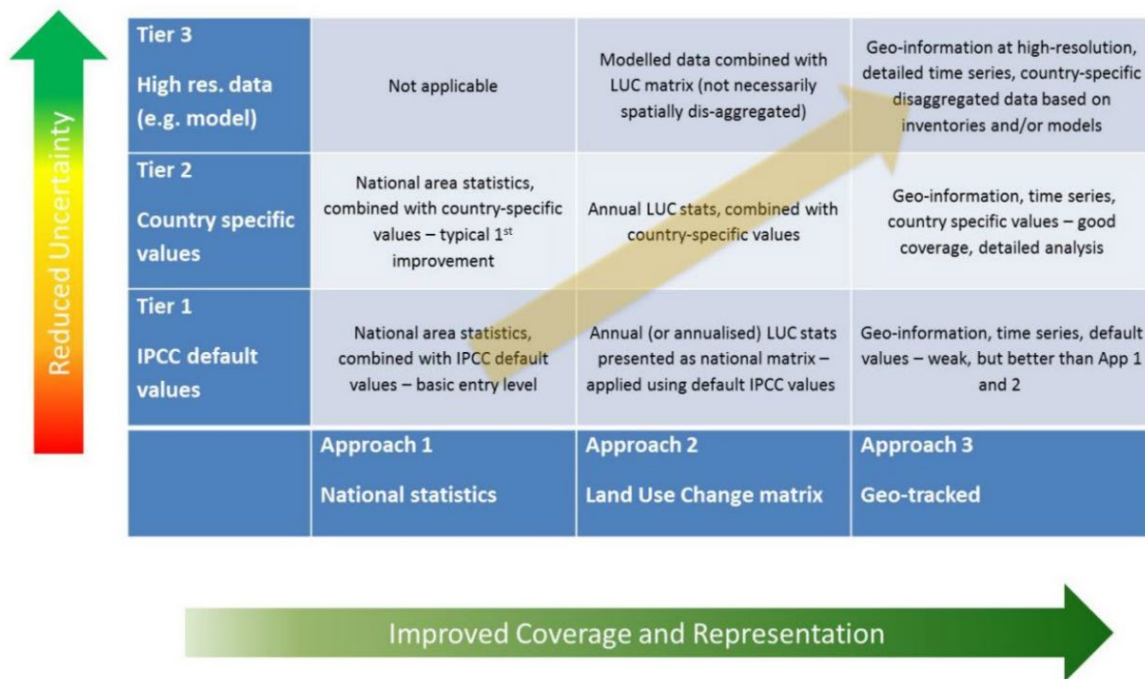 Reduced Uncertainty
Tier 3
High res. data
(e.g. model)
Not applicable
Modelled data combined with
LUC matrix (not necessarily
spatially dis-aggregated)
Geo-information at high-resolution,
detailed time series, country-specific
disaggregated data based on
inventories and/or models
Tier 2
Country specific
values
National area statistics,
combined with country-specific
values – typical 1st
improvement
Annual LUC stats, combined with
country-specific values
Geo-information, time series,
country specific values – good
coverage, detailed analysis
Tier 1
IPCC default
values
National area statistics,
combined with IPCC default
values – basic entry level
Annual (or annualised) LUC stats
presented as national matrix –
applied using default IPCC values
Geo-information, time series, default
values – weak, but better than App 1
and 2
Approach 1
National statistics
Approach 2
Land Use Change matrix
Approach 3
Geo-tracked
Improved Coverage and Representation